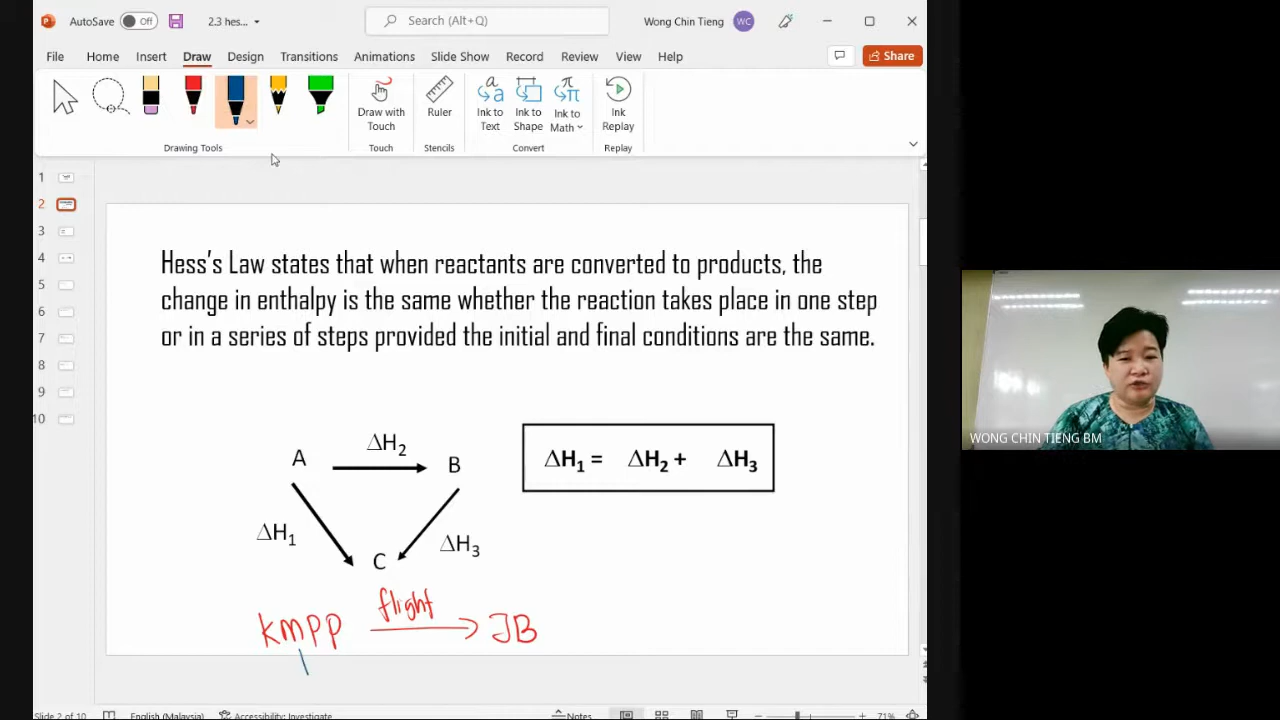 AutoSave Off 2.3 hes... Search (Alt+Q) Wong Chin Tieng WC
File Home Insert Draw Design Transitions Animations Slide Show Record Review View Help Share
Draw with Touch
Ruler
Ink to Text
Ink to Shape
Ink to Math
Ink Replay
Drawing Tools Touch Stencils Convert Replay
1
2
3
4
5
6
7
8
9
10
Hess's Law states that when reactants are converted to products, the
change in enthalpy is the same whether the reaction takes place in one step
or in a series of steps provided the initial and final conditions are the same.
ΔH₂
A B
ΔH₁ = ΔH₂ + ΔH₃
ΔH₁ ΔH₃
C
flight
kmpp JB
WONG CHIN TIENG BM
Slide 2 of 10 English (Malaysia) Accessibility: Investigate Notes 71%